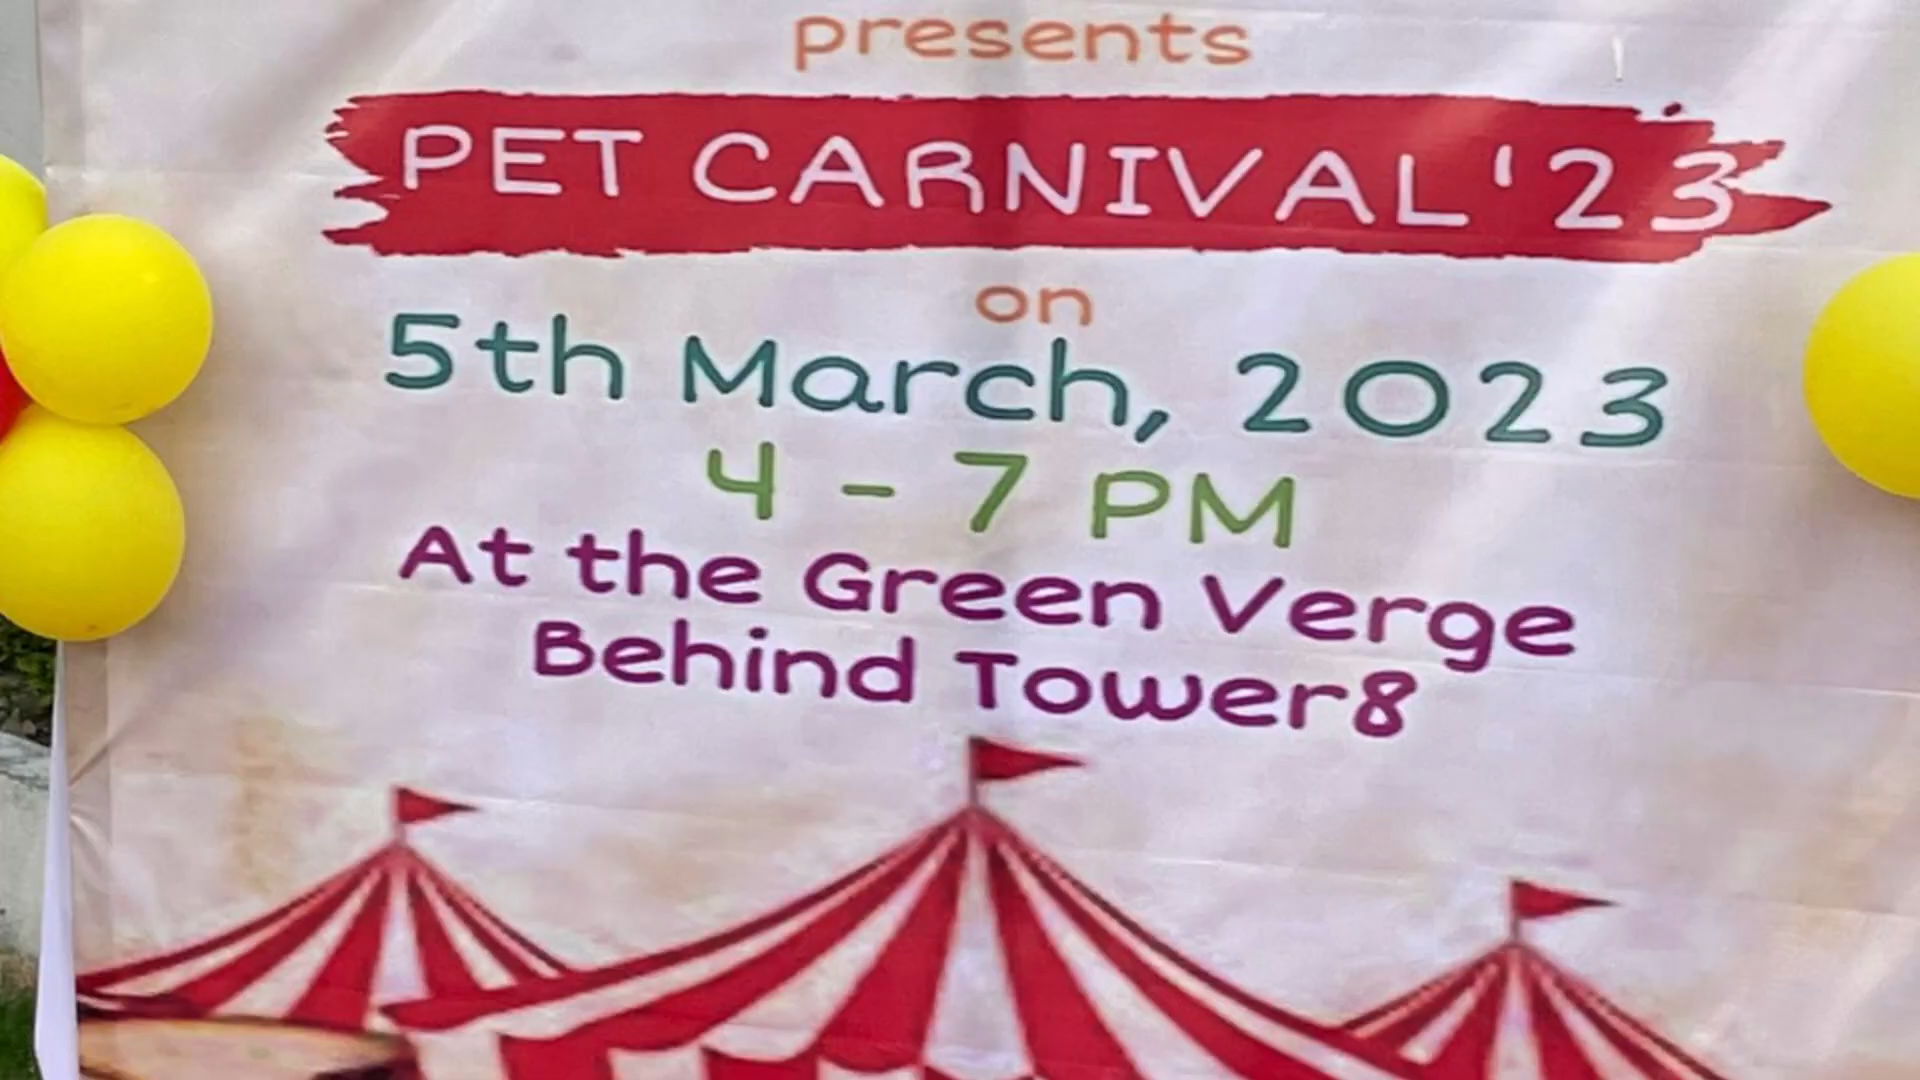 presents
PET CARNIVAL '23
on
5th March, 2023
4 - 7 PM
At the Green Verge
Behind Tower8